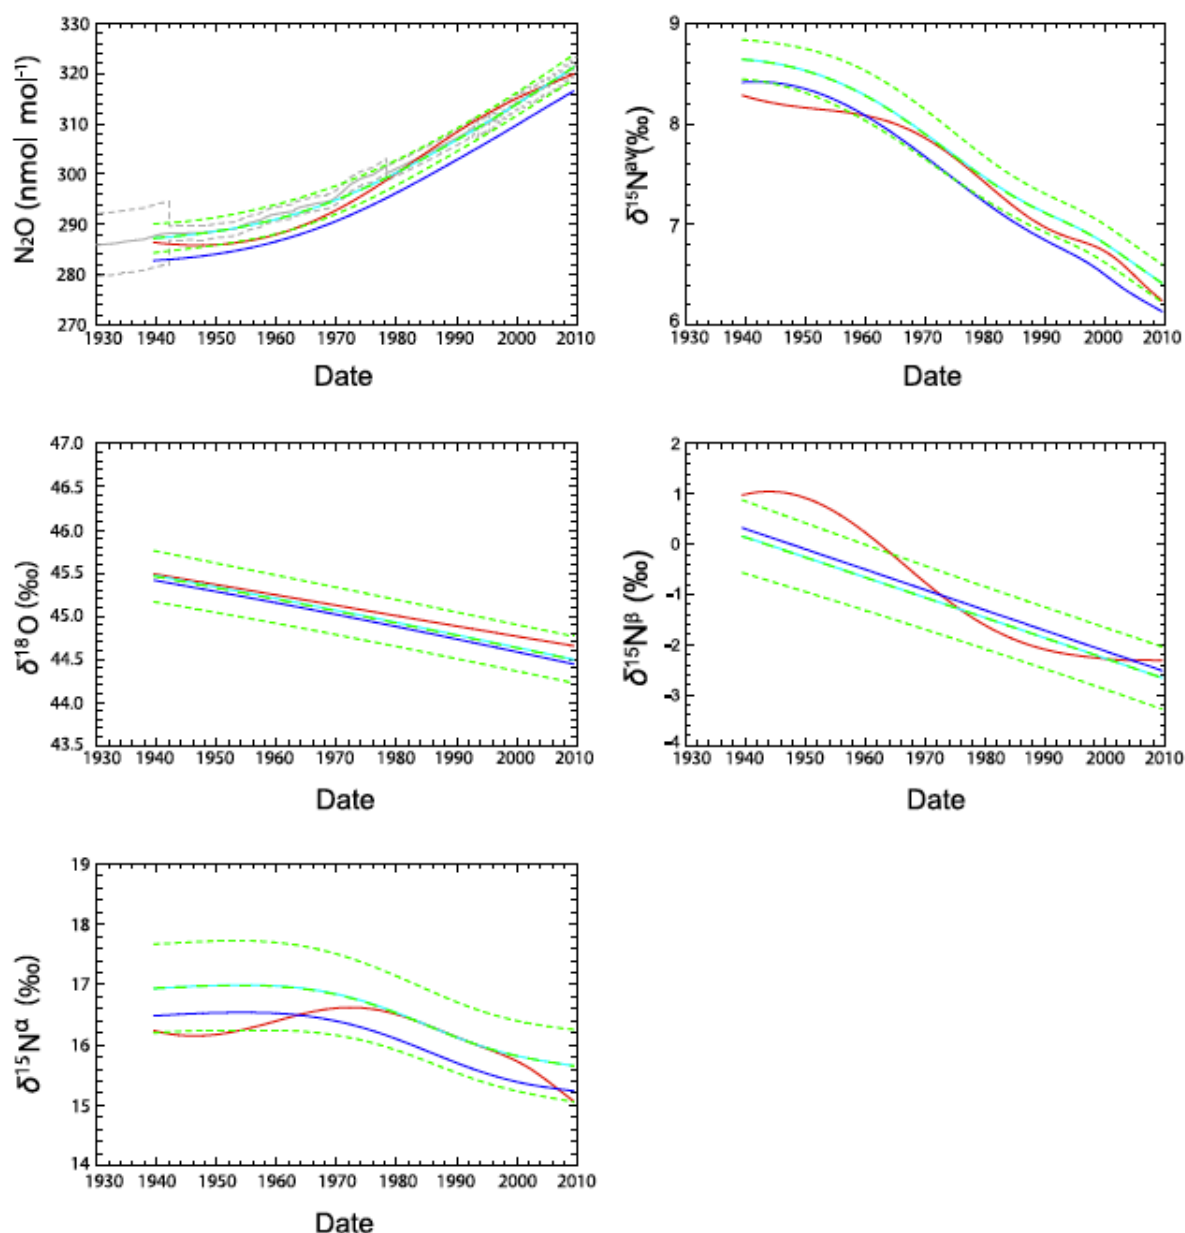 330
320
310
300
290
280
270
N₂O (nmol mol⁻¹)
1930 1940 1950 1960 1970 1980 1990 2000 2010
Date
9
8
7
6
δ¹⁵Nᵃᵛ(‰)
1930 1940 1950 1960 1970 1980 1990 2000 2010
Date
47.0
46.5
46.0
45.5
45.0
44.5
44.0
43.5
δ¹⁸O (‰)
1930 1940 1950 1960 1970 1980 1990 2000 2010
Date
2
1
0
-1
-2
-3
-4
δ¹⁵Nᵝ (‰)
1930 1940 1950 1960 1970 1980 1990 2000 2010
Date
19
18
17
16
15
14
δ¹⁵Nᵅ (‰)
1930 1940 1950 1960 1970 1980 1990 2000 2010
Date